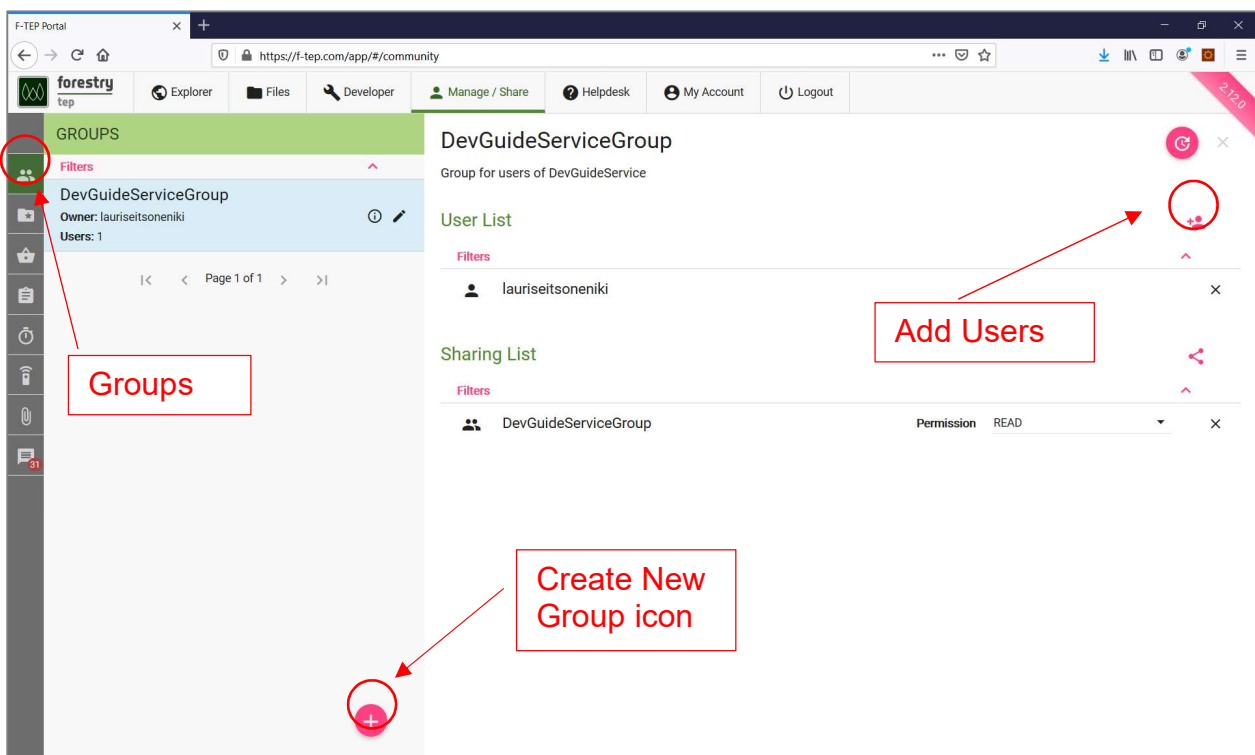 F-TEP Portal
https://f-tep.com/app/#/community
forestry
tep
Explorer
Files
Developer
Manage / Share
Helpdesk
My Account
Logout
2.12.0
GROUPS
Filters
DevGuideServiceGroup
Owner: lauriseitsoneniki
Users: 1
Page 1 of 1
31
Groups
DevGuideServiceGroup
Group for users of DevGuideService
User List
Filters
lauriseitsoneniki
Add Users
Sharing List
Filters
DevGuideServiceGroup
Permission READ
Create New
Group icon